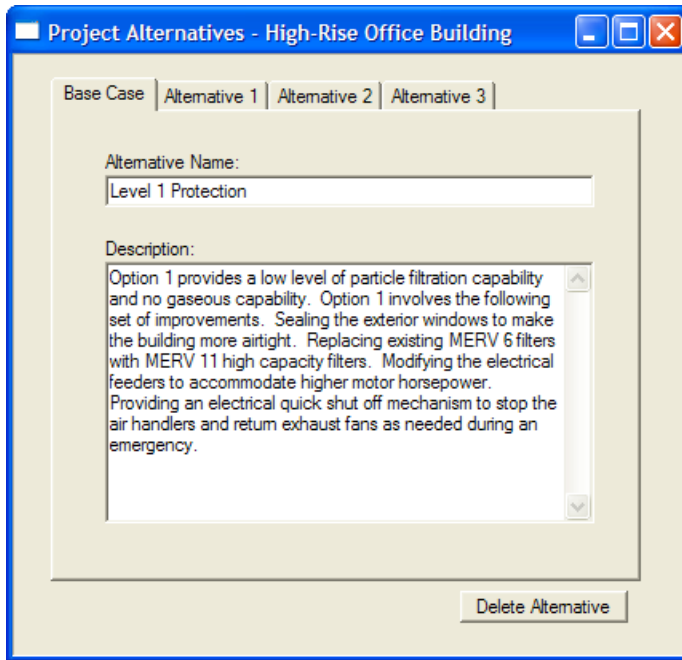 Project Alternatives - High-Rise Office Building
Base Case Alternative 1 Alternative 2 Alternative 3
Alternative Name:
Level 1 Protection
Description:
Option 1 provides a low level of particle filtration capability
and no gaseous capability. Option 1 involves the following
set of improvements. Sealing the exterior windows to make
the building more airtight. Replacing existing MERV 6 filters
with MERV 11 high capacity filters. Modifying the electrical
feeders to accommodate higher motor horsepower.
Providing an electrical quick shut off mechanism to stop the
air handlers and return exhaust fans as needed during an
emergency.
Delete Alternative